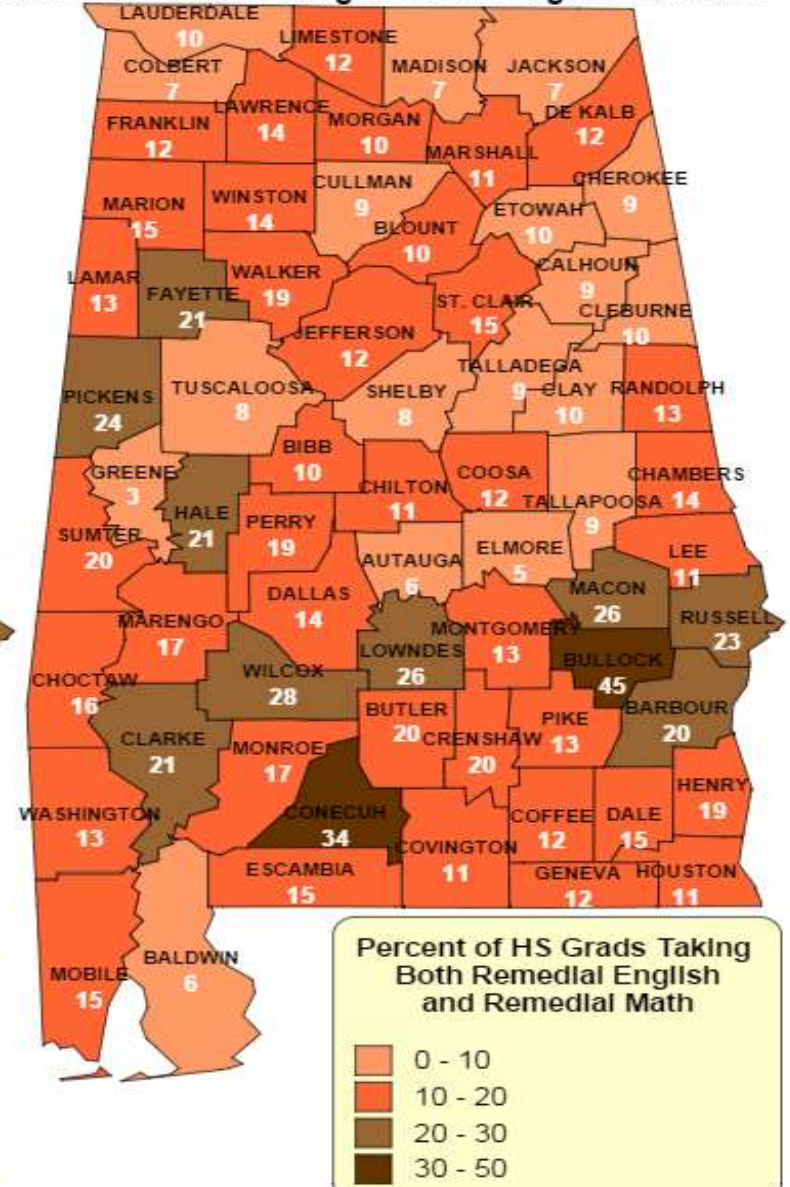 LAUDERDALE
10
LIMESTONE
12
COLBERT
7
MADISON
7
JACKSON
7
FRANKLIN
12
LAWRENCE
14
MORGAN
10
DE KALB
12
MARSHALL
11
MARION
15
WINSTON
14
CULLMAN
9
BLOUNT
10
ETOWAH
10
CHEROKEE
9
LAMAR
13
FAYETTE
21
WALKER
19
JEFFERSON
12
ST. CLAIR
15
CALHOUN
9
CLEBURNE
10
PICKENS
24
TUSCALOOSA
8
SHELBY
8
TALLADEGA
9
CLAY
10
RANDOLPH
13
GREENE
3
HALE
21
BIBB
10
CHILTON
11
COOSA
12
TALLAPOOSA
9
CHAMBERS
14
SUMTER
20
PERRY
19
AUTAUGA
6
ELMORE
5
LEE
11
MARENGO
17
DALLAS
14
LOWNDES
26
MONTGOMERY
13
MACON
26
RUSSELL
23
CHOCTAW
16
WILCOX
28
BULLOCK
45
CLARKE
21
MONROE
17
BUTLER
20
CRENSHAW
20
PIKE
13
BARBOUR
20
WASHINGTON
13
CONECUH
34
COVINGTON
11
COFFEE
12
DALE
15
HENRY
19
ESCAMBIA
15
GENEVA
12
HOUSTON
11
MOBILE
15
BALDWIN
6
Percent of HS Grads Taking
Both Remedial English
and Remedial Math
0 - 10
10 - 20
20 - 30
30 - 50